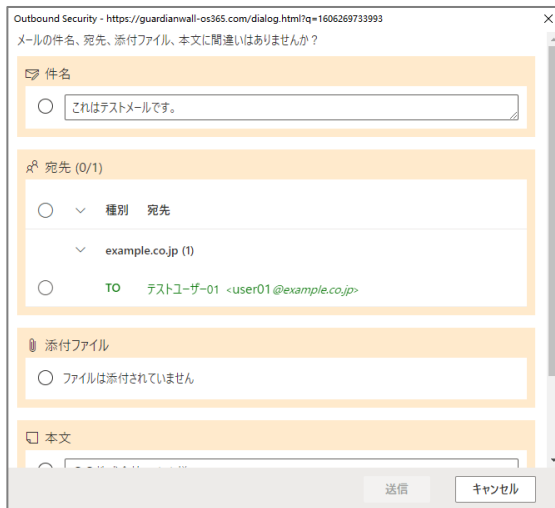 Outbound Security - https://guardianwall-os365.com/dialog.html?q=1606269733993
メールの件名、宛先、添付ファイル、本文に間違いはありませんか？
件名
これはテストメールです。
宛先 (0/1)
種別 宛先
example.co.jp (1)
TO テストユーザー01 <user01@example.co.jp>
添付ファイル
ファイルは添付されていません
本文
送信 キャンセル